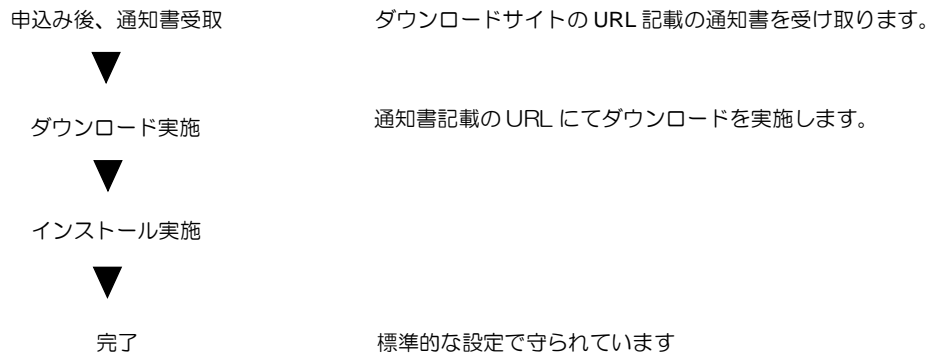 申込み後、通知書受取
ダウンロードサイトの URL 記載の通知書を受け取ります。
ダウンロード実施
通知書記載の URL にてダウンロードを実施します。
インストール実施
完了
標準的な設定で守られています